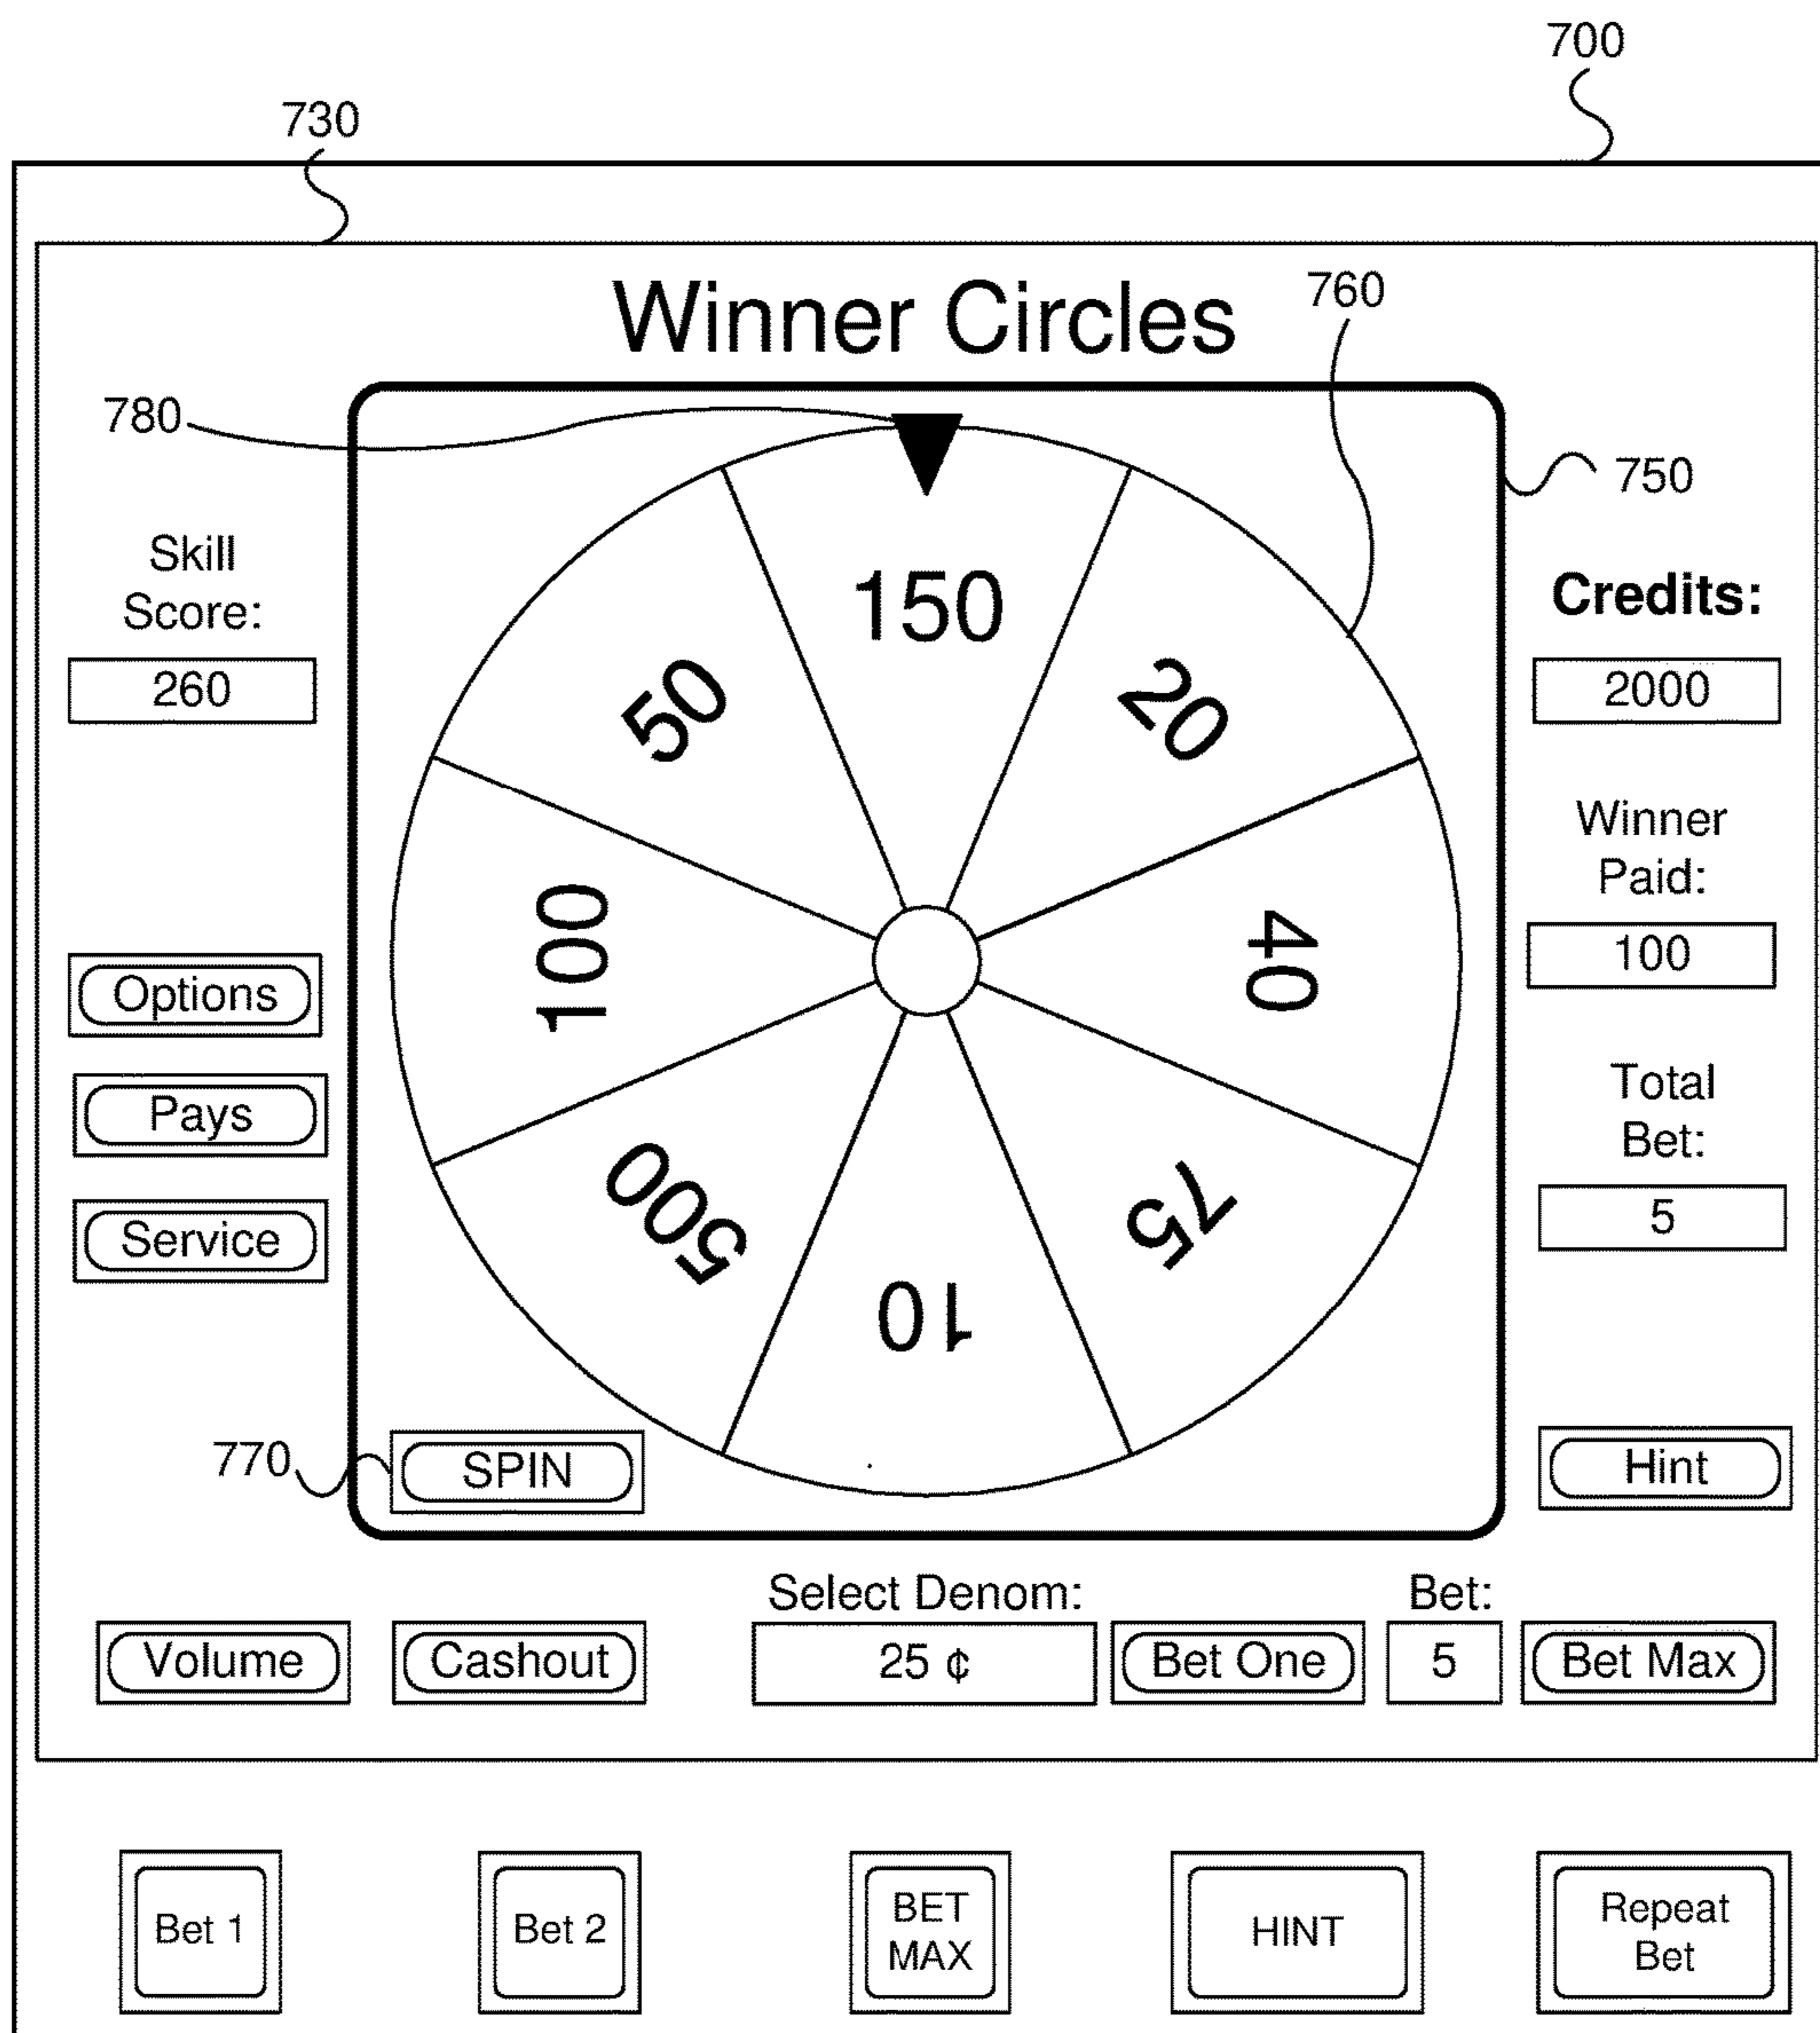 700
730
Winner Circles
760
780
750
Skill
Score:
260
Credits:
2000
Winner
Paid:
100
Total
Bet:
5
150
20
40
75
10
500
100
50
Options
Pays
Service
770
SPIN
Hint
Select Denom:
Bet:
Volume
Cashout
25 ¢
Bet One
5
Bet Max
Bet 1
Bet 2
BET
MAX
HINT
Repeat
Bet